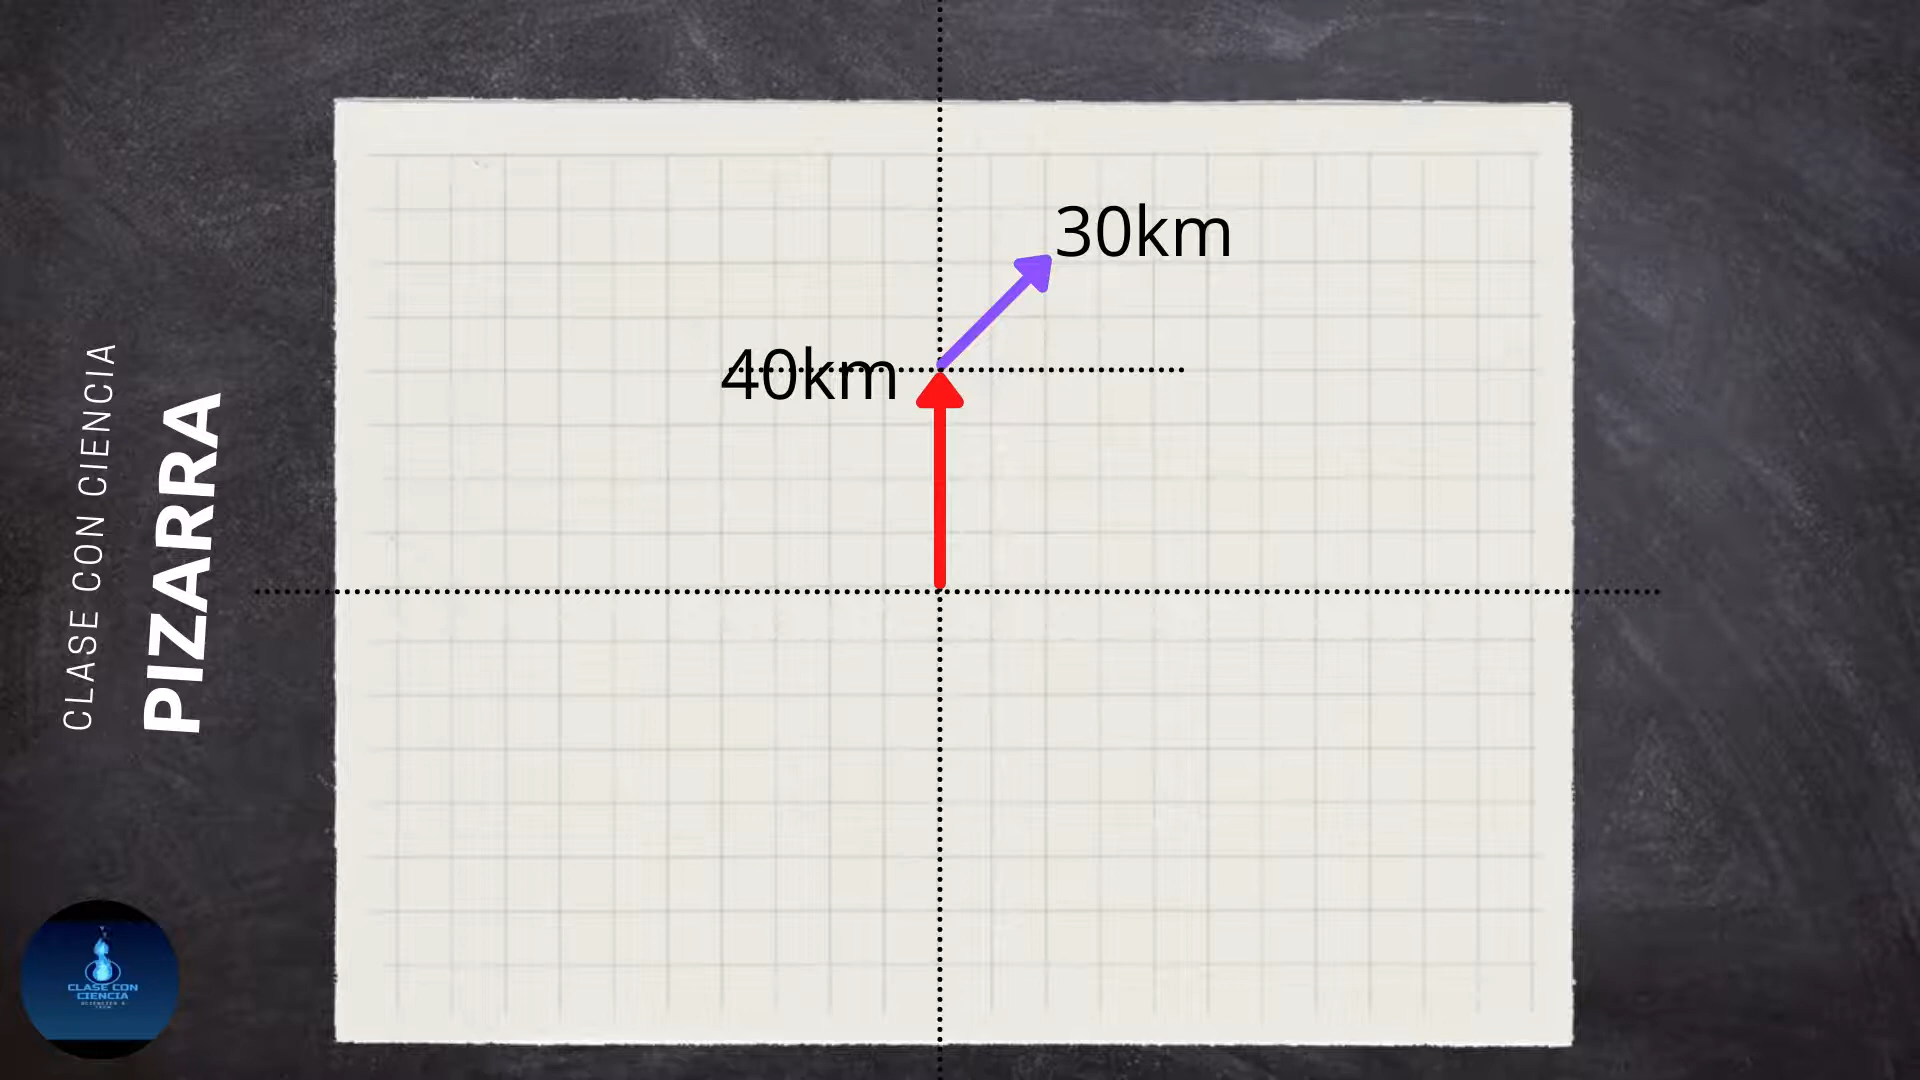 CLASE CON CIENCIA
PIZARRA
30km
40km
CLASE CON
CIENCIA